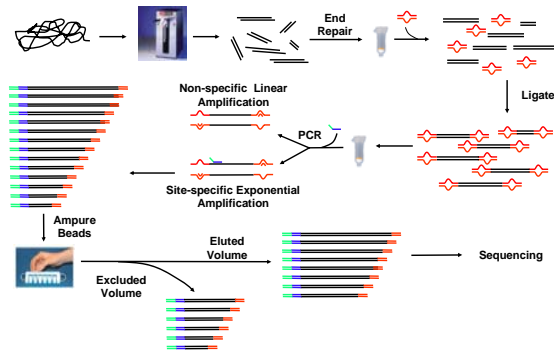 End
Repair
Ligate
Non-specific Linear
Amplification
PCR
Site-specific Exponential
Amplification
Ampure
Beads
Eluted
Volume
Excluded
Volume
Sequencing